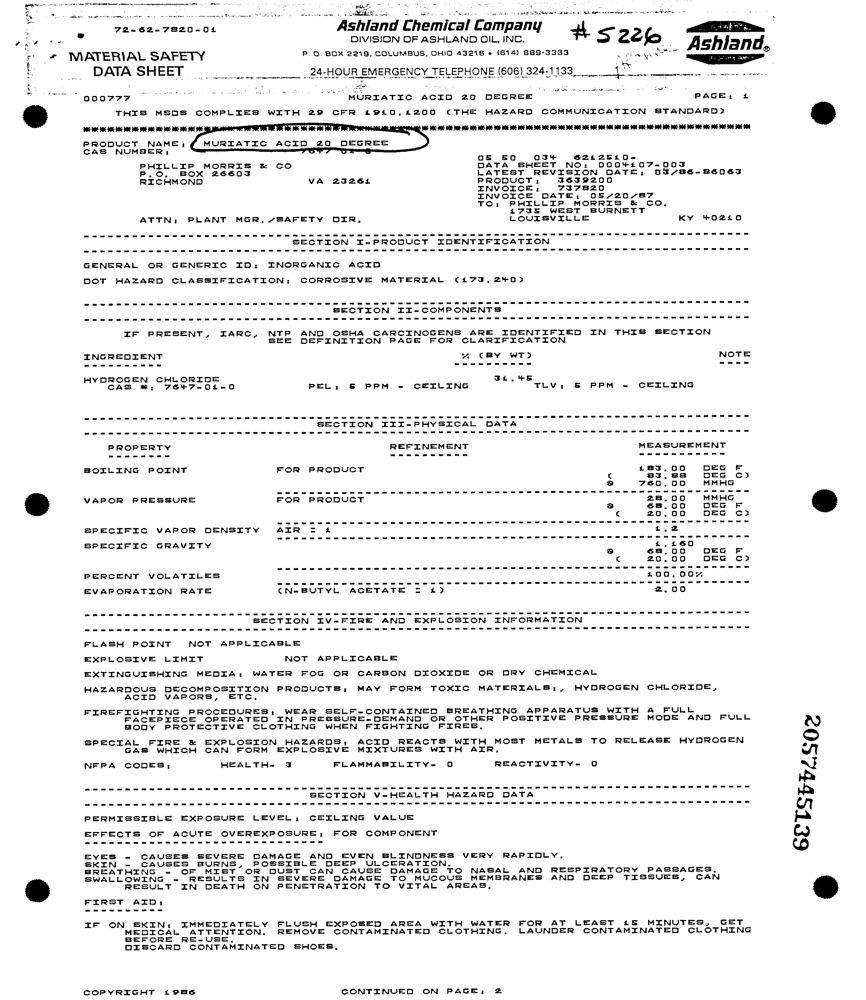 72-62-7820-01
Ashland Chemical Company
DIVISION OF ASHLAND OIL, INC.
P. O. BOX 2219, COLUMBUS, OHIO 43216 • (614) 889-3333
# 5226
Ashland®
MATERIAL SAFETY
DATA SHEET
24-HOUR EMERGENCY TELEPHONE (606) 324-1133
000777 MURIATIC ACID 20 DEGREE PAGE: 1
THIS MSDS COMPLIES WITH 29 CFR 1910.1200 (THE HAZARD COMMUNICATION STANDARD)
PRODUCT NAME: MURIATIC ACID 20 DEGREE
CAS NUMBER: 7647-01-0
05 50 034 6212510-
DATA SHEET NO: 0004107-003
LATEST REVISION DATE: 03/86-86063
PRODUCT: 3639200
INVOICE: 737820
INVOICE DATE: 05/20/87
TO: PHILLIP MORRIS & CO.
1735 WEST BURNETT
LOUISVILLE KY 40210
PHILLIP MORRIS & CO
P.O. BOX 26603
RICHMOND VA 23261
ATTN: PLANT MGR./SAFETY DIR.
SECTION I-PRODUCT IDENTIFICATION
GENERAL OR GENERIC ID: INORGANIC ACID
DOT HAZARD CLASSIFICATION: CORROSIVE MATERIAL (173.240)
SECTION II-COMPONENTS
IF PRESENT, IARC, NTP AND OSHA CARCINOGENS ARE IDENTIFIED IN THIS SECTION
SEE DEFINITION PAGE FOR CLARIFICATION
INGREDIENT % (BY WT) NOTE
HYDROGEN CHLORIDE 31.45
CAS #: 7647-01-0 PEL: 5 PPM - CEILING TLV: 5 PPM - CEILING
SECTION III-PHYSICAL DATA
PROPERTY REFINEMENT MEASUREMENT
BOILING POINT FOR PRODUCT 183.00 DEG F
( 83.88 DEG C)
@ 760.00 MMHG
VAPOR PRESSURE FOR PRODUCT 28.00 MMHG
@ 68.00 DEG F
( 20.00 DEG C)
SPECIFIC VAPOR DENSITY AIR = 1 1.2
SPECIFIC GRAVITY 1.160
@ 68.00 DEG F
( 20.00 DEG C)
PERCENT VOLATILES 100.00%
EVAPORATION RATE (N-BUTYL ACETATE = 1) 2.00
SECTION IV-FIRE AND EXPLOSION INFORMATION
FLASH POINT NOT APPLICABLE
EXPLOSIVE LIMIT NOT APPLICABLE
EXTINGUISHING MEDIA: WATER FOG OR CARBON DIOXIDE OR DRY CHEMICAL
HAZARDOUS DECOMPOSITION PRODUCTS: MAY FORM TOXIC MATERIALS:, HYDROGEN CHLORIDE,
ACID VAPORS, ETC.
FIREFIGHTING PROCEDURES: WEAR SELF-CONTAINED BREATHING APPARATUS WITH A FULL
FACEPIECE OPERATED IN PRESSURE-DEMAND OR OTHER POSITIVE PRESSURE MODE AND FULL
BODY PROTECTIVE CLOTHING WHEN FIGHTING FIRES.
SPECIAL FIRE & EXPLOSION HAZARDS: ACID REACTS WITH MOST METALS TO RELEASE HYDROGEN
GAS WHICH CAN FORM EXPLOSIVE MIXTURES WITH AIR.
NFPA CODES: HEALTH- 3 FLAMMABILITY- 0 REACTIVITY- 0
SECTION V-HEALTH HAZARD DATA
PERMISSIBLE EXPOSURE LEVEL: CEILING VALUE
EFFECTS OF ACUTE OVEREXPOSURE: FOR COMPONENT
EYES - CAUSES SEVERE DAMAGE AND EVEN BLINDNESS VERY RAPIDLY.
SKIN - CAUSES BURNS, POSSIBLE DEEP ULCERATION.
BREATHING - OF MIST OR DUST CAN CAUSE DAMAGE TO NASAL AND RESPIRATORY PASSAGES.
SWALLOWING - RESULTS IN SEVERE DAMAGE TO MUCOUS MEMBRANES AND DEEP TISSUES, CAN
RESULT IN DEATH ON PENETRATION TO VITAL AREAS.
FIRST AID:
IF ON SKIN: IMMEDIATELY FLUSH EXPOSED AREA WITH WATER FOR AT LEAST 15 MINUTES, GET
MEDICAL ATTENTION. REMOVE CONTAMINATED CLOTHING. LAUNDER CONTAMINATED CLOTHING
BEFORE RE-USE.
DISCARD CONTAMINATED SHOES.
COPYRIGHT 1986 CONTINUED ON PAGE: 2
2057445139